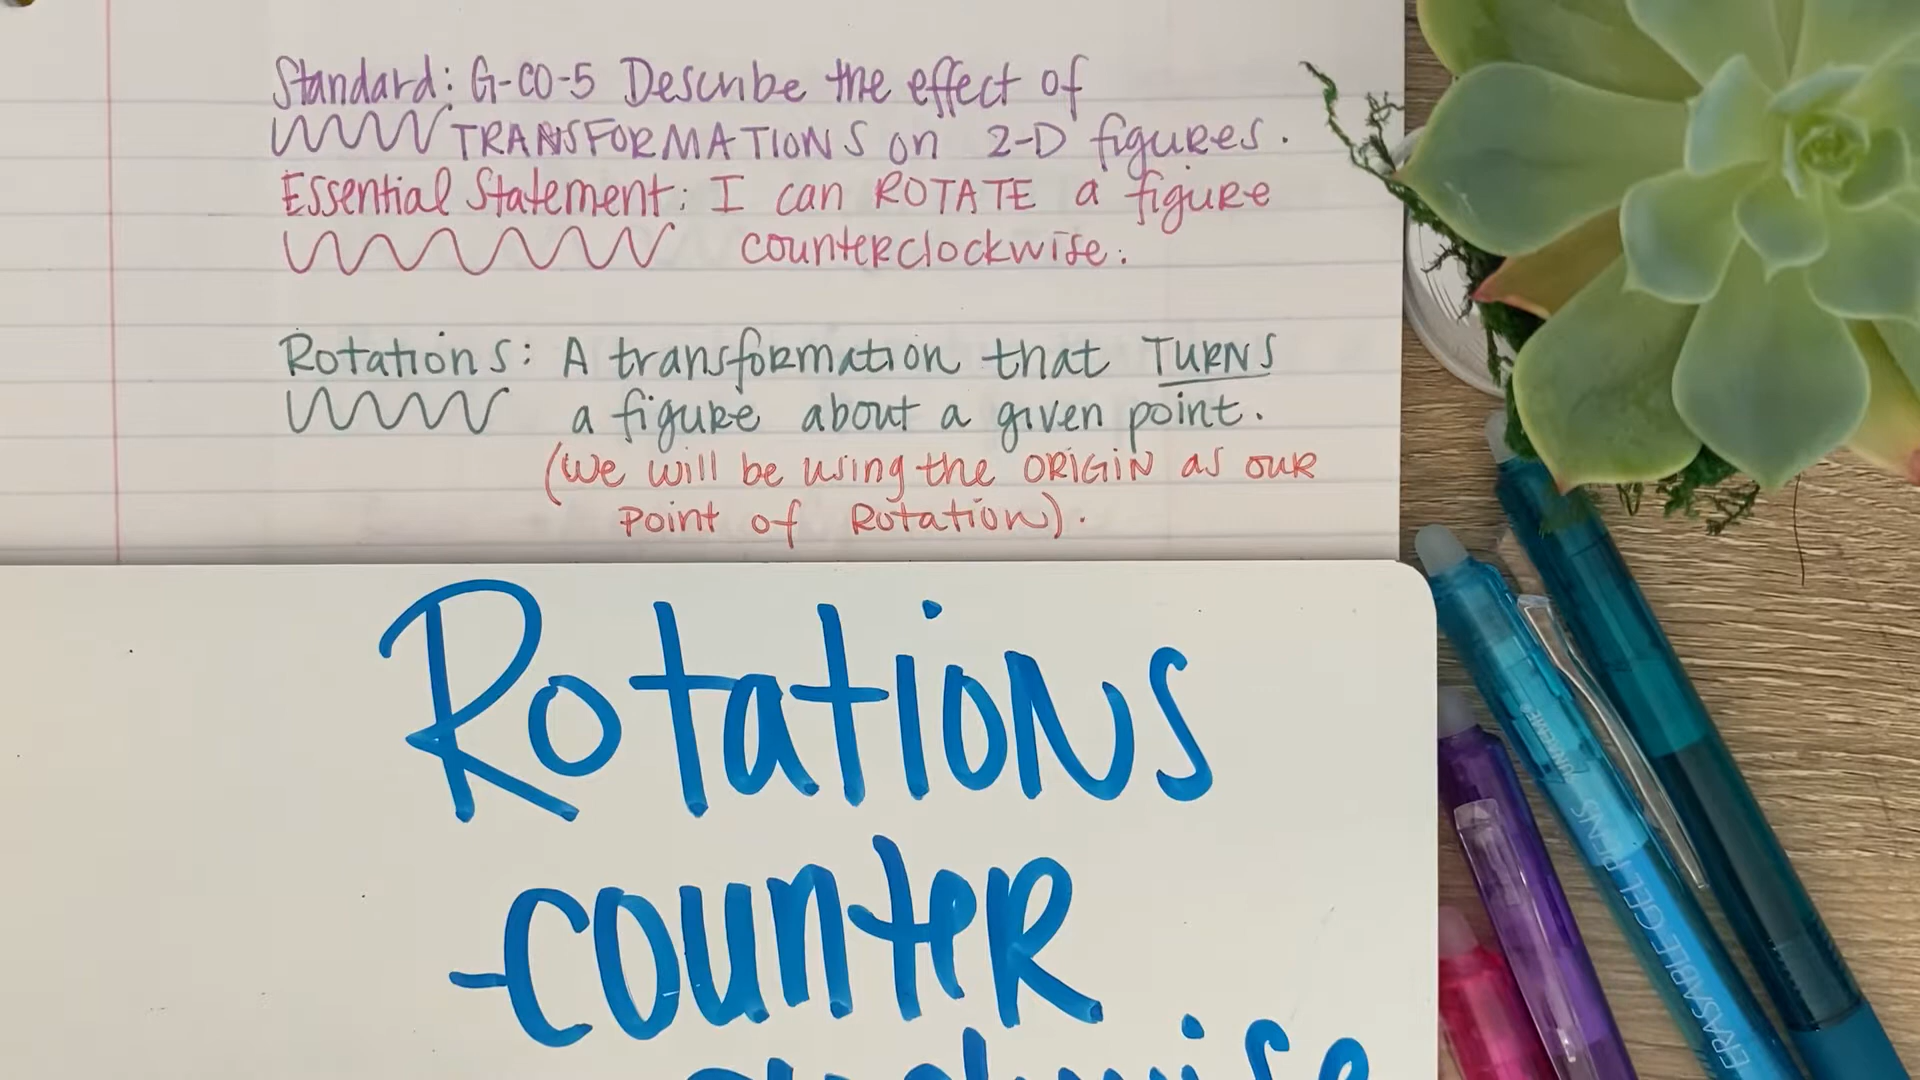 Standard: G-CO-5 Describe the effect of
TRANSFORMATIONS on 2-D figures.
Essential Statement: I can ROTATE a figure
counterclockwise.
Rotations: A transformation that TURNS
a figure about a given point.
(We will be using the ORIGIN as our
point of Rotation).
Rotations
-counter
clockwise
ERASABLE GEL PENS